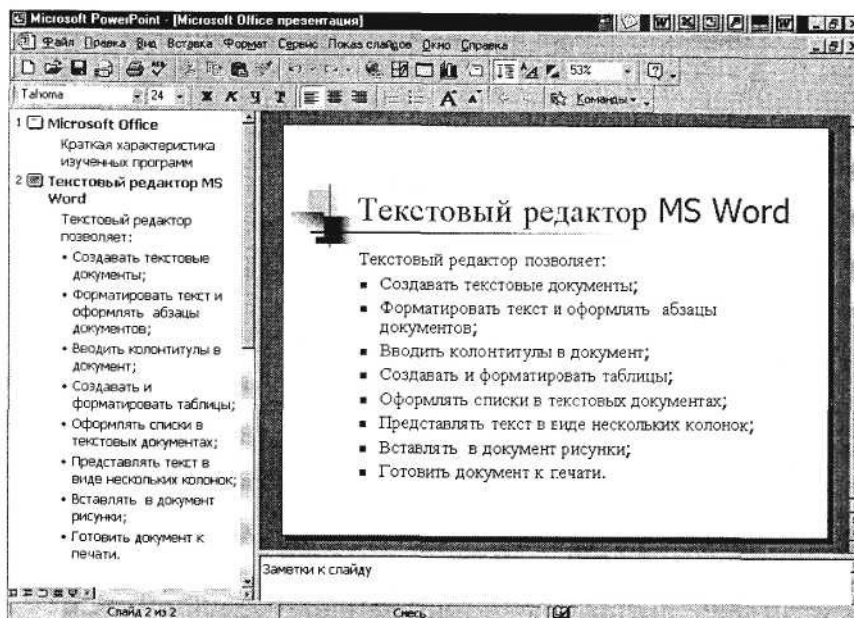 Microsoft PowerPoint - [Microsoft Office презентация]
Файл Правка Вид Вставка Формат Сервис Показ слайдов Окно Справка
53%
Tahoma 24 Ж К Ч Т Команды
1 Microsoft Office
Краткая характеристика
изученных программ
2 Текстовый редактор MS
Word
Текстовый редактор
позволяет:
• Создавать текстовые
документы;
• Форматировать текст и
оформлять абзацы
документов;
• Вводить колонтитулы в
документ;
• Создавать и
форматировать таблицы;
• Оформлять списки в
текстовых документах;
• Представлять текст в
виде нескольких колонок;
• Вставлять в документ
рисунки;
• Готовить документ к
печати.
Текстовый редактор MS Word
Текстовый редактор позволяет:
▪ Создавать текстовые документы;
▪ Форматировать текст и оформлять абзацы
документов;
▪ Вводить колонтитулы в документ;
▪ Создавать и форматировать таблицы;
▪ Оформлять списки в текстовых документах;
▪ Представлять текст в виде нескольких колонок;
▪ Вставлять в документ рисунки;
▪ Готовить документ к печати.
Заметки к слайду
Слайд 2 из 2 Смесь